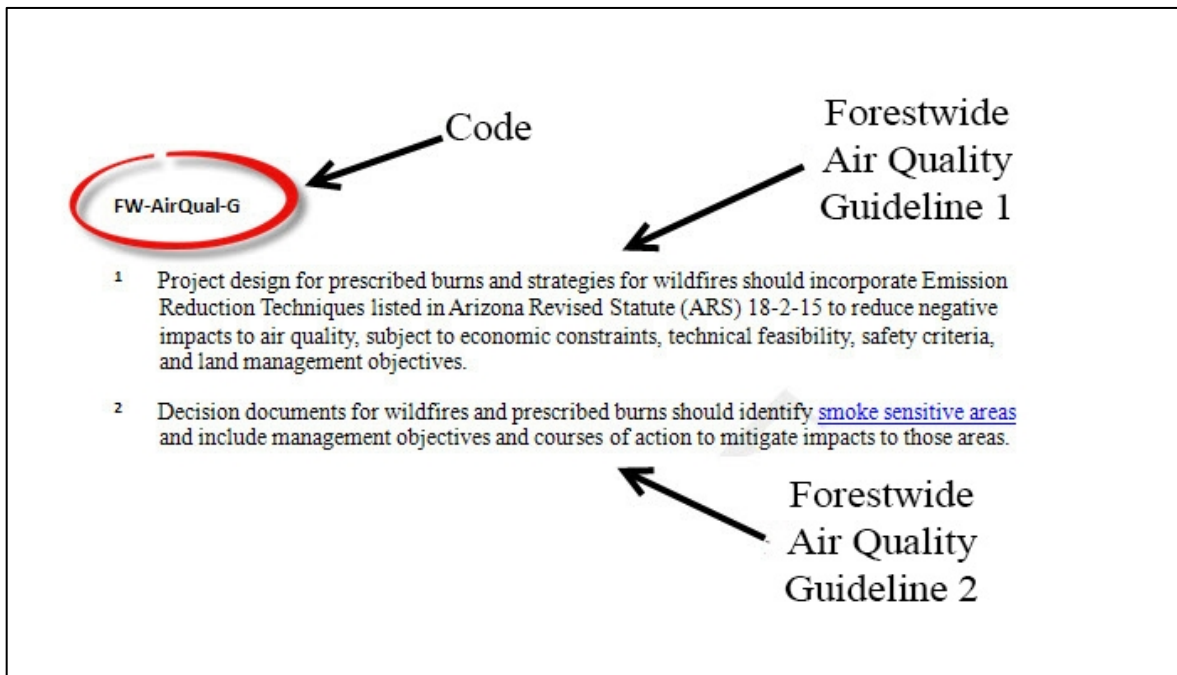 Code
Forestwide
Air Quality
Guideline 1
FW-AirQual-G
1 Project design for prescribed burns and strategies for wildfires should incorporate Emission
Reduction Techniques listed in Arizona Revised Statute (ARS) 18-2-15 to reduce negative
impacts to air quality, subject to economic constraints, technical feasibility, safety criteria,
and land management objectives.
2 Decision documents for wildfires and prescribed burns should identify smoke sensitive areas
and include management objectives and courses of action to mitigate impacts to those areas.
Forestwide
Air Quality
Guideline 2